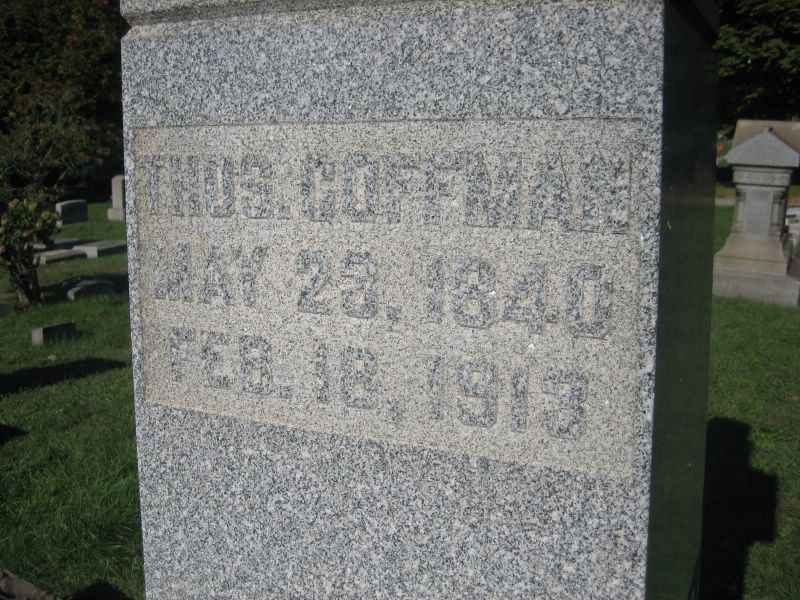 THOS. COFFMAN
MAY 23, 1840
FEB. 18, 1913